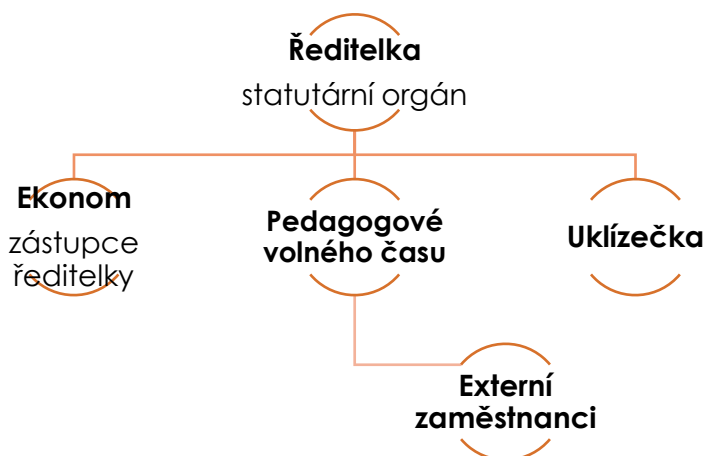 Ředitelka
statutární orgán
Ekonom
zástupce
ředitelky
Pedagogové
volného času
Uklízečka
Externí
zaměstnanci